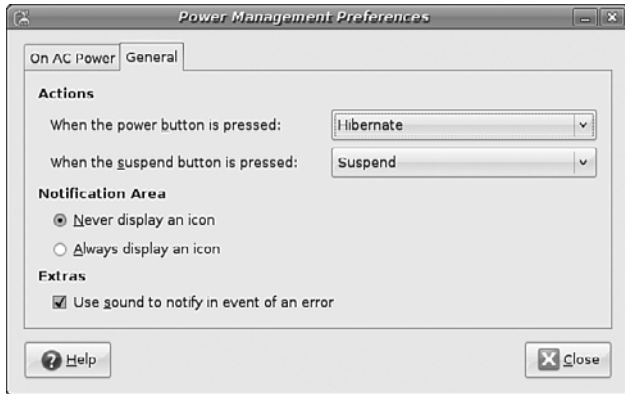 Power Management Preferences
On AC Power General
Actions
When the power button is pressed: Hibernate
When the suspend button is pressed: Suspend
Notification Area
Never display an icon
Always display an icon
Extras
Use sound to notify in event of an error
Help Close